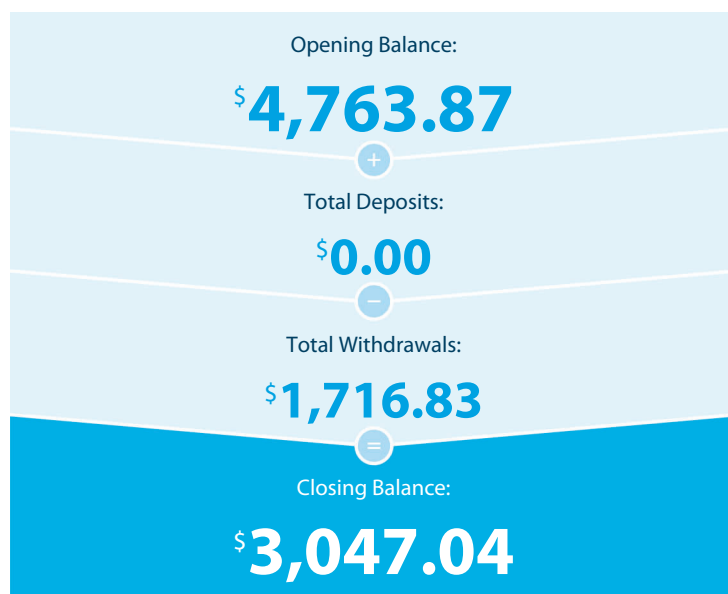 Opening Balance:
$4,763.87
+
Total Deposits:
$0.00
−
Total Withdrawals:
$1,716.83
=
Closing Balance:
$3,047.04